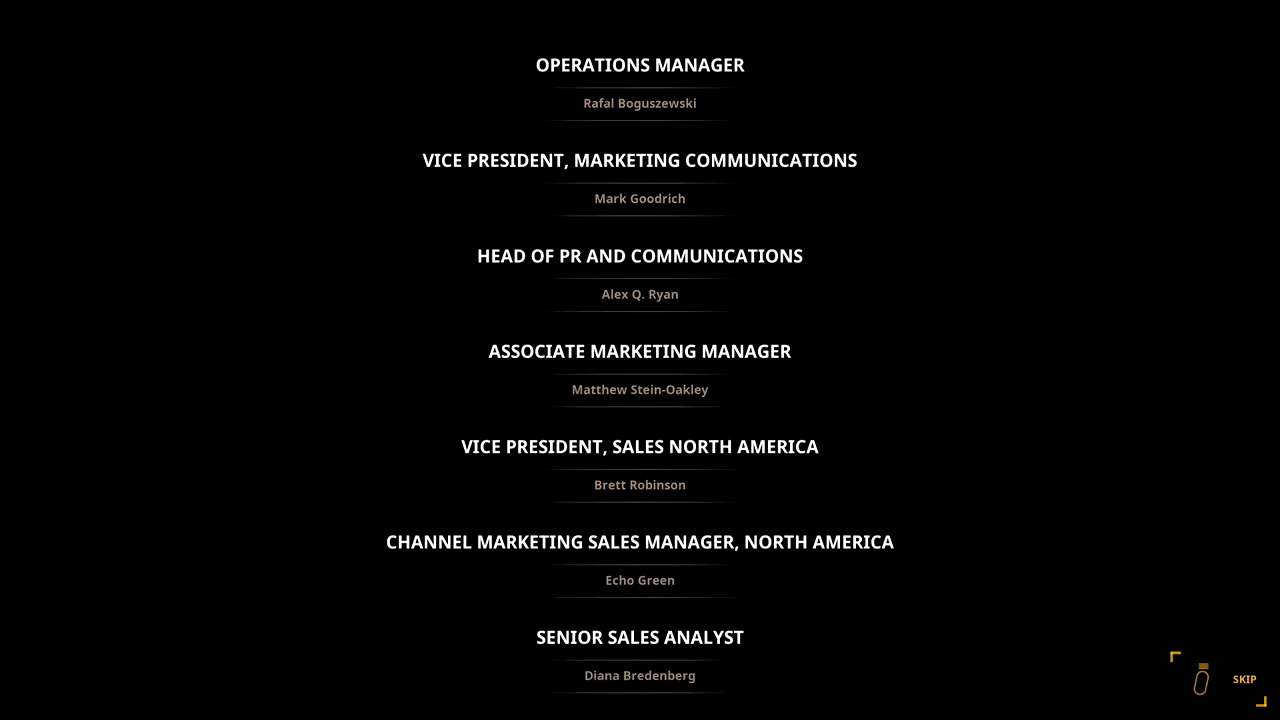 OPERATIONS MANAGER
Rafal Boguszewski
VICE PRESIDENT, MARKETING COMMUNICATIONS
Mark Goodrich
HEAD OF PR AND COMMUNICATIONS
Alex Q. Ryan
ASSOCIATE MARKETING MANAGER
Matthew Stein-Oakley
VICE PRESIDENT, SALES NORTH AMERICA
Brett Robinson
CHANNEL MARKETING SALES MANAGER, NORTH AMERICA
Echo Green
SENIOR SALES ANALYST
Diana Bredenberg
SKIP